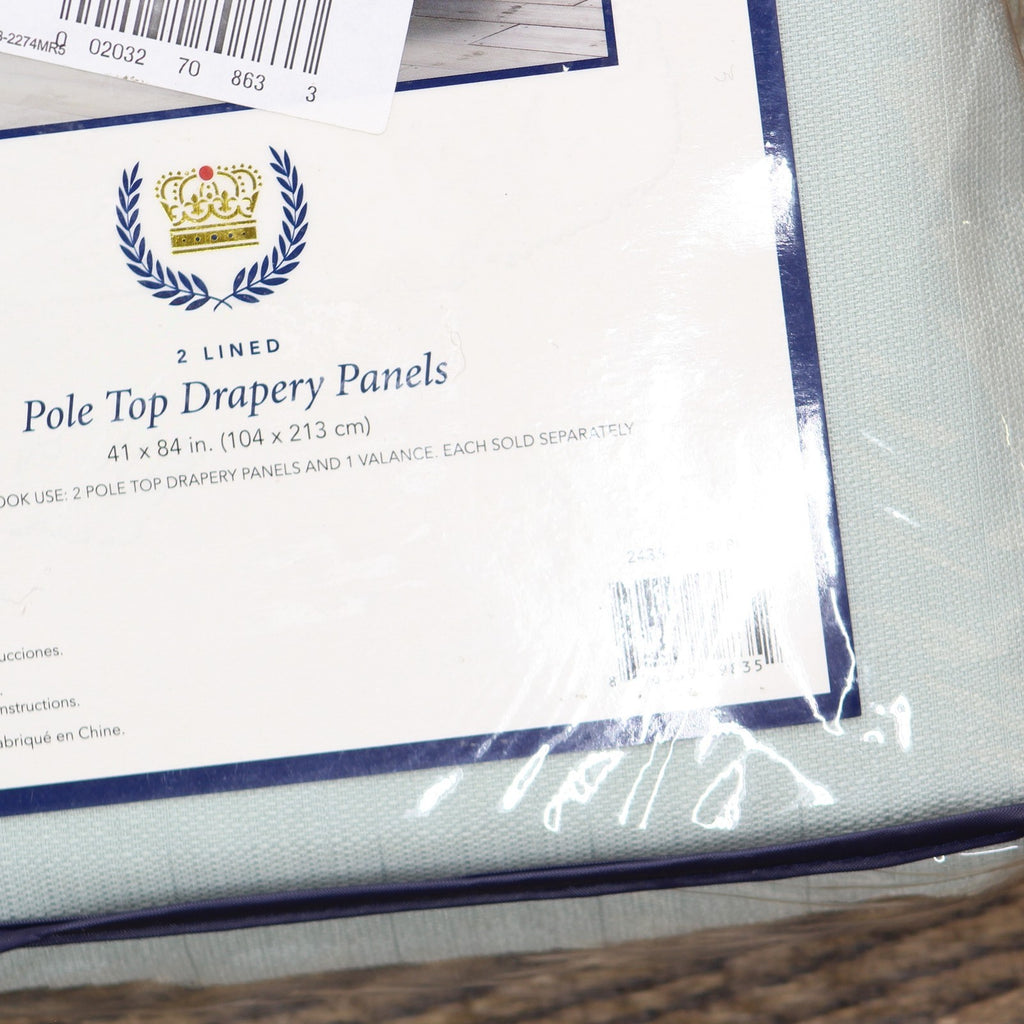 0 02032 70 863 3
2 LINED
Pole Top Drapery Panels
41 x 84 in. (104 x 213 cm)
USE: 2 POLE TOP DRAPERY PANELS AND 1 VALANCE. EACH SOLD SEPARATELY
ucciones.
nstructions.
abriqué en Chine.